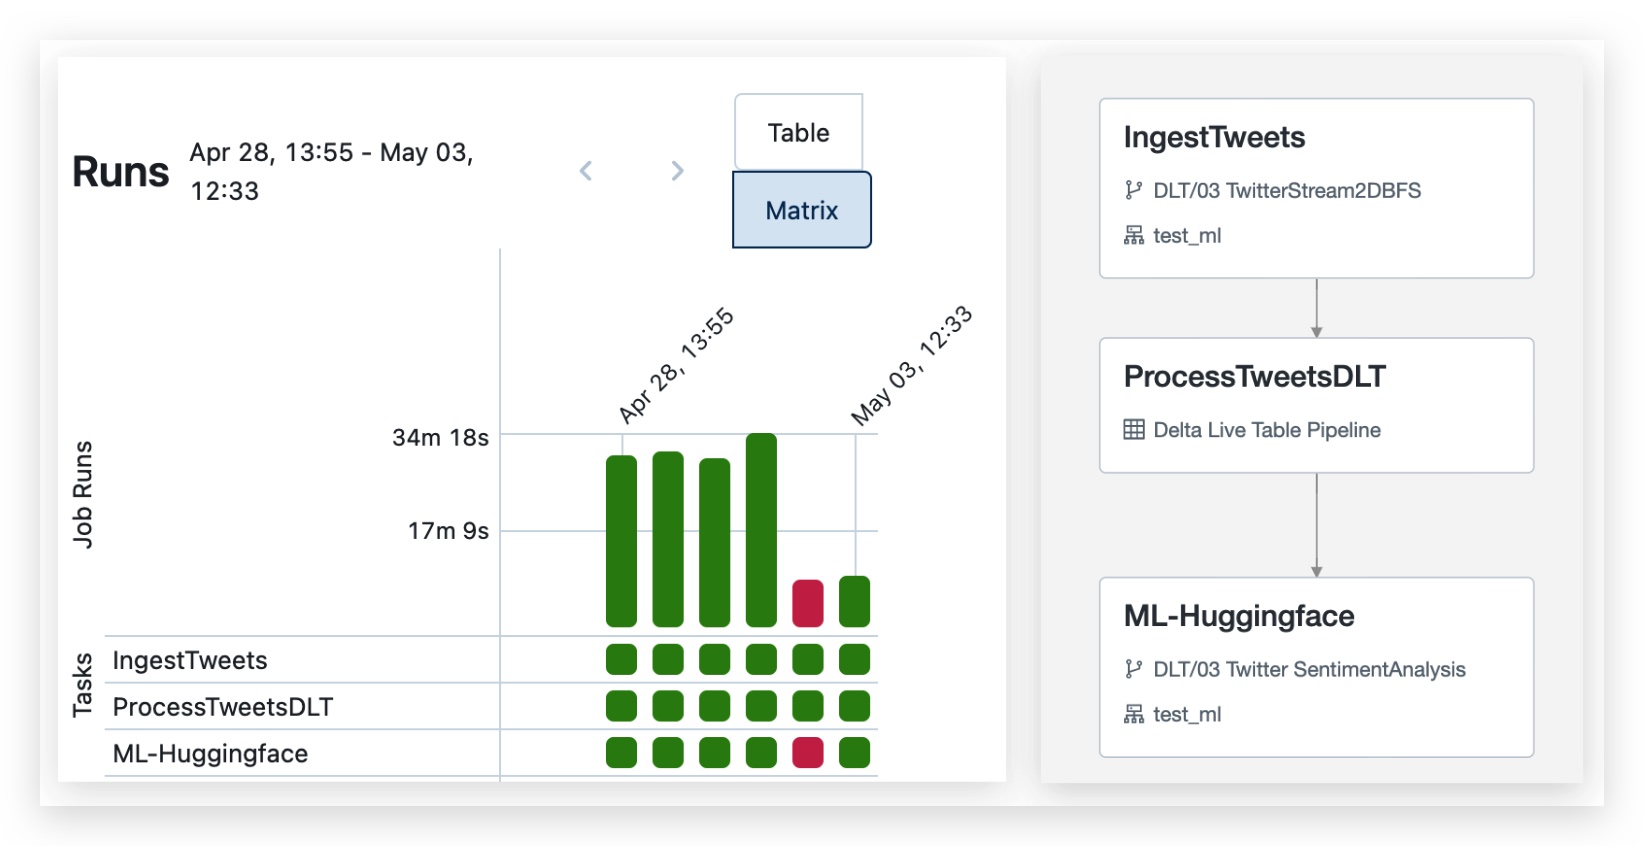 Runs
Apr 28, 13:55 - May 03,
12:33
Table
Matrix
Apr 28, 13:55
May 03, 12:33
34m 18s
17m 9s
Job Runs
Tasks
IngestTweets
ProcessTweetsDLT
ML-Huggingface
IngestTweets
DLT/03 TwitterStream2DBFS
test_ml
ProcessTweetsDLT
Delta Live Table Pipeline
ML-Huggingface
DLT/03 Twitter SentimentAnalysis
test_ml